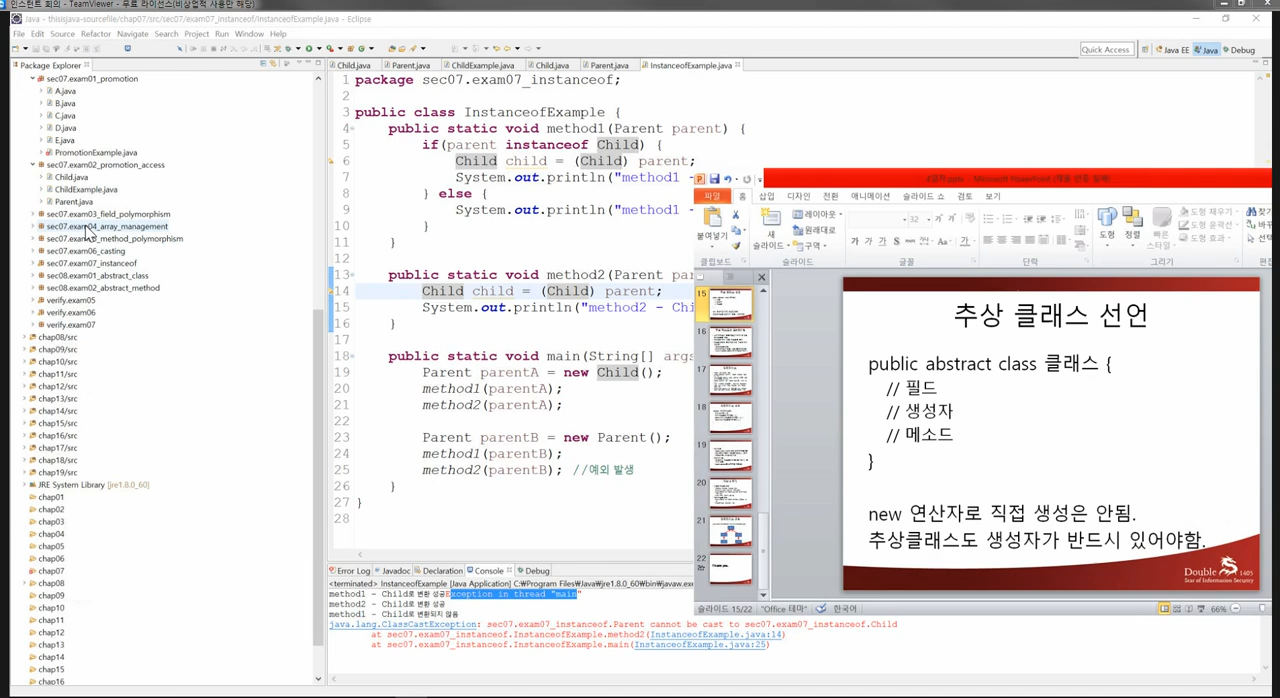 인스턴트 회의 - TeamViewer - 무료 라이선스(비상업적 사용만 해당)
Java - thisisjava-sourcefile/chap07/src/sec07/exam07_instanceof/InstanceofExample.java - Eclipse
File Edit Source Refactor Navigate Search Project Run Window Help
Quick Access Java EE Java Debug
Package Explorer
sec07.exam01_promotion
A.java
B.java
C.java
D.java
E.java
PromotionExample.java
sec07.exam02_promotion_access
Child.java
ChildExample.java
Parent.java
sec07.exam03_field_polymorphism
sec07.exam04_array_management
sec07.exam05_method_polymorphism
sec07.exam06_casting
sec07.exam07_instanceof
sec08.exam01_abstract_class
sec08.exam02_abstract_method
verify.exam05
verify.exam06
verify.exam07
chap08/src
chap09/src
chap10/src
chap11/src
chap12/src
chap13/src
chap14/src
chap15/src
chap16/src
chap17/src
chap18/src
chap19/src
JRE System Library [jre1.8.0_60]
chap01
chap02
chap03
chap04
chap05
chap06
chap07
chap08
chap09
chap10
chap11
chap12
chap13
chap14
chap15
chap16
Child.java Parent.java ChildExample.java Child.java Parent.java InstanceofExample.java
1 package sec07.exam07_instanceof;
2
3 public class InstanceofExample {
4 public static void method1(Parent parent) {
5 if(parent instanceof Child) {
6 Child child = (Child) parent;
7 System.out.println("method1 -
8 } else {
9 System.out.println("method1 -
10 }
11 }
12
13 public static void method2(Parent par
14 Child child = (Child) parent;
15 System.out.println("method2 - Chi
16 }
17
18 public static void main(String[] args
19 Parent parentA = new Child();
20 method1(parentA);
21 method2(parentA);
22
23 Parent parentB = new Parent();
24 method1(parentB);
25 method2(parentB); //예외 발생
26 }
27 }
28
Error Log Javadoc Declaration Console Debug
<terminated> InstanceofExample [Java Application] C:₩Program Files₩Java₩jre1.8.0_60₩bin₩javaw.exe
method1 - Child로 변환 성공Exception in thread "main"
method2 - Child로 변환 성공
method1 - Child로 변환되지 않음
java.lang.ClassCastException: sec07.exam07_instanceof.Parent cannot be cast to sec07.exam07_instanceof.Child
at sec07.exam07_instanceof.InstanceofExample.method2(InstanceofExample.java:14)
at sec07.exam07_instanceof.InstanceofExample.main(InstanceofExample.java:25)
Microsoft PowerPoint
파일 홈 삽입 디자인 전환 애니메이션 슬라이드 쇼 검토 보기
붙여넣기 새 슬라이드 레이아웃 원래대로 구역
32
도형 정렬 빠른 스타일 도형 채우기 도형 윤곽선 도형 효과
클립보드 슬라이드 글꼴 단락 그리기
15
16
17
18
19
20
21
22
추상 클래스 선언
public abstract class 클래스 {
// 필드
// 생성자
// 메소드
}
new 연산자로 직접 생성은 안됨.
추상클래스도 생성자가 반드시 있어야함.
Double 1405
Star of Information Security
슬라이드 15/22 "Office 테마" 한국어 66%